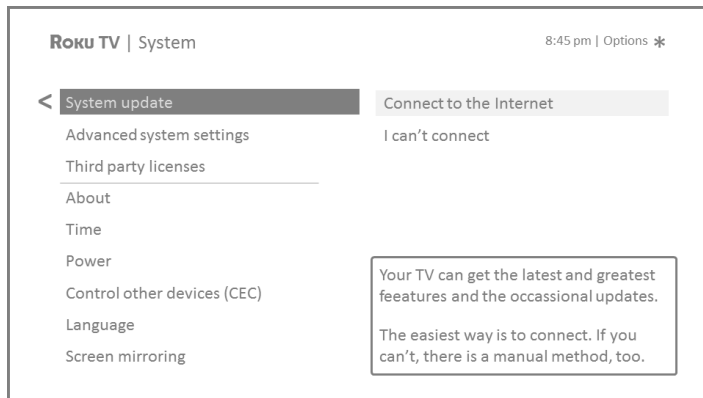 Roku TV | System
8:45 pm | Options ✱
< System update
Advanced system settings
Third party licenses
About
Time
Power
Control other devices (CEC)
Language
Screen mirroring
Connect to the Internet
I can't connect
Your TV can get the latest and greatest
feeatures and the occassional updates.
The easiest way is to connect. If you
can't, there is a manual method, too.